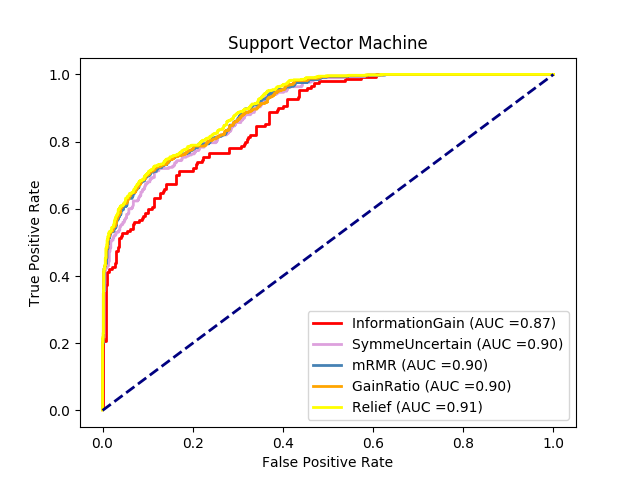 Support Vector Machine
True Positive Rate
1.0
0.8
0.6
0.4
0.2
0.0
InformationGain (AUC =0.87)
SymmeUncertain (AUC =0.90)
mRMR (AUC =0.90)
GainRatio (AUC =0.90)
Relief (AUC =0.91)
0.0 0.2 0.4 0.6 0.8 1.0
False Positive Rate